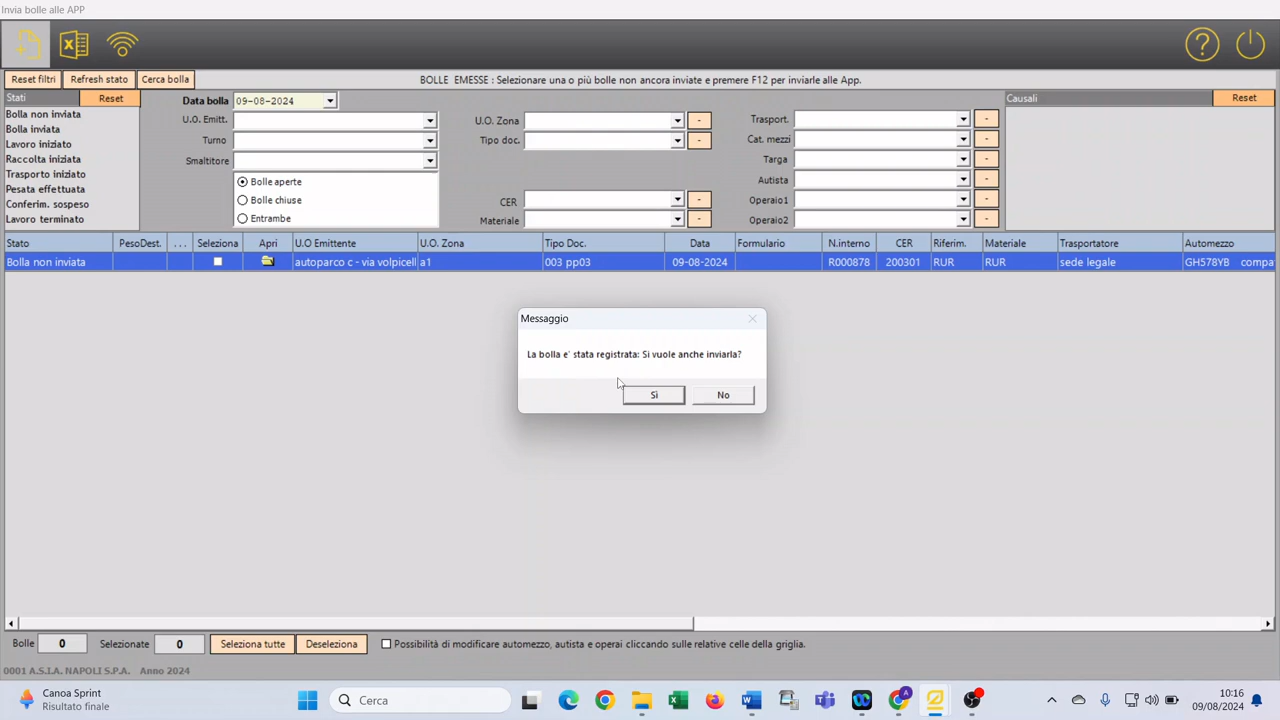 Invia bolle alle APP
Reset filtri Refresh stato Cerca bolla BOLLE EMESSE : Selezionare una o più bolle non ancora inviate e premere F12 per inviarle alle App.
Stati Reset Data bolla 09-08-2024 Causali Reset
Bolla non inviata U.O. Emitt. U.O. Zona - Trasport. -
Bolla inviata Turno Tipo doc. - Cat. mezzi -
Lavoro iniziato Smaltitore Targa -
Raccolta iniziata Autista -
Trasporto iniziato Bolle aperte
Pesata effettuata Bolle chiuse CER - Operaio1 -
Conferim. sospeso Entrambe Materiale - Operaio2 -
Lavoro terminato
Stato PesoDest. ... Seleziona Apri U.O Emittente U.O. Zona Tipo Doc. Data Formulario N.interno CER Riferim. Materiale Trasportatore Automezzo
Bolla non inviata autoparco c - via volpicell a1 003 pp03 09-08-2024 R000878 200301 RUR RUR sede legale GH578YB compa
Messaggio
La bolla e' stata registrata: Si vuole anche inviarla?
Sì No
Bolle 0 Selezionate 0 Seleziona tutte Deseleziona Possibilità di modificare automezzo, autista e operai cliccando sulle relative celle della griglia.
0001 A.S.I.A. NAPOLI S.P.A. Anno 2024
Canoa Sprint
Risultato finale
Cerca
10:16
09/08/2024